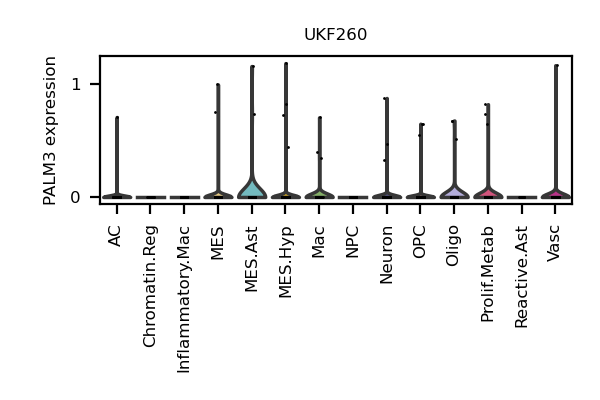 UKF260
PALM3 expression
1
0
AC
Chromatin.Reg
Inflammatory.Mac
MES
MES.Ast
MES.Hyp
Mac
NPC
Neuron
OPC
Oligo
Prolif.Metab
Reactive.Ast
Vasc